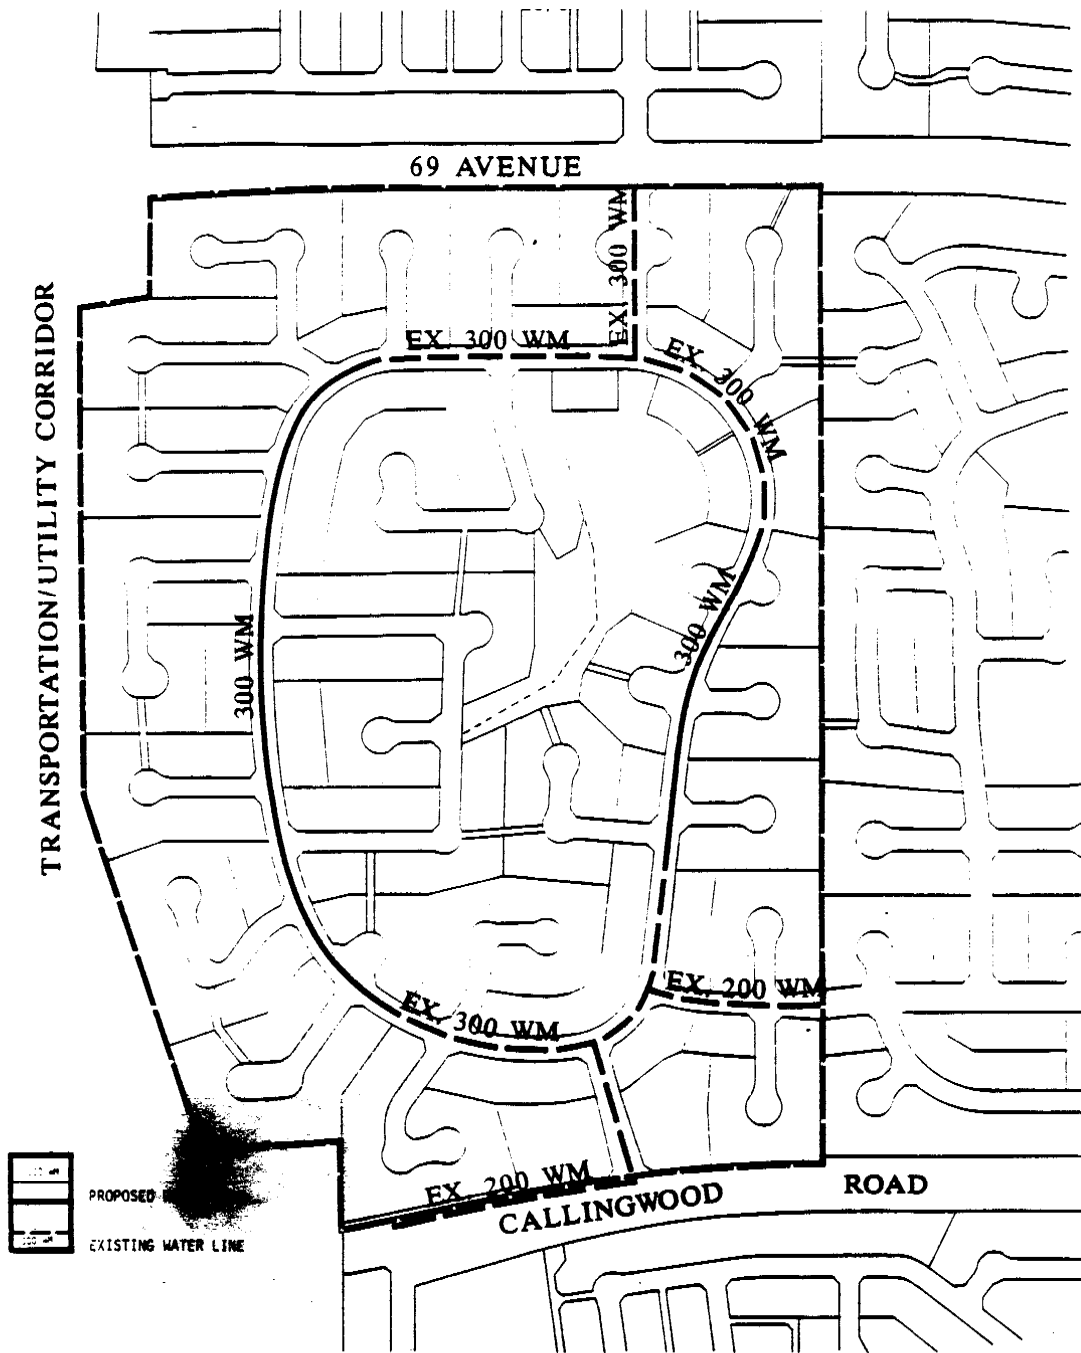 69 AVENUE
EX. 300 WM
EX. 300 WM
EX. 300 WM
TRANSPORTATION/UTILITY CORRIDOR
300 WM
300 WM
EX. 200 WM
EX. 300 WM
EX. 200 WM
CALLINGWOOD ROAD
PROPOSED
EXISTING WATER LINE